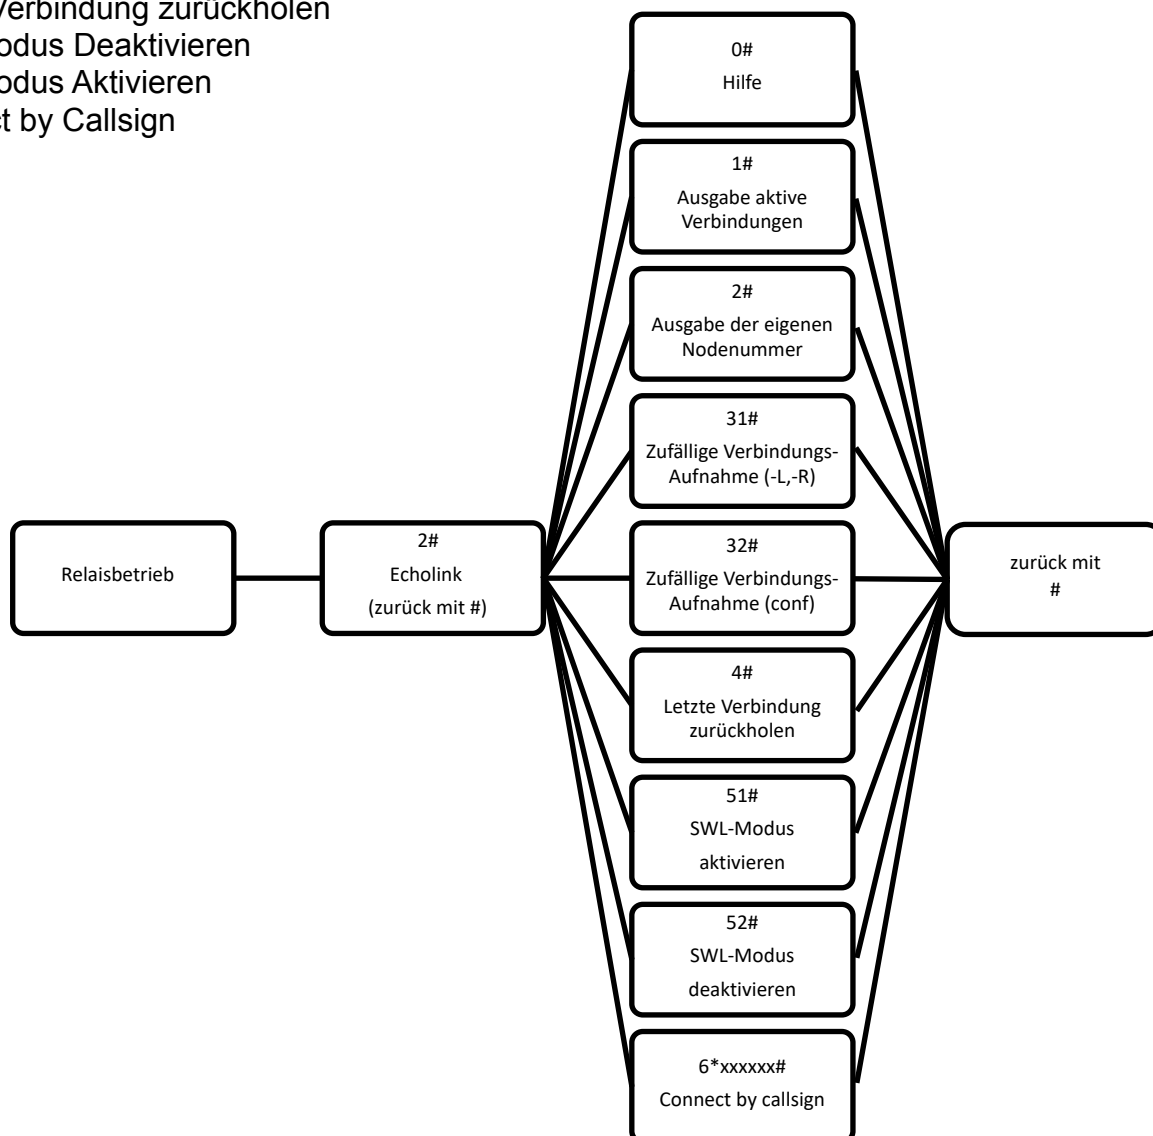 Verbindung zurückholen
odus Deaktivieren
odus Aktivieren
ct by Callsign
0#
Hilfe
1#
Ausgabe aktive
Verbindungen
2#
Ausgabe der eigenen
Nodenummer
31#
Zufällige Verbindungs-
Aufnahme (-L,-R)
Relaisbetrieb
2#
Echolink
(zurück mit #)
32#
Zufällige Verbindungs-
Aufnahme (conf)
zurück mit
#
4#
Letzte Verbindung
zurückholen
51#
SWL-Modus
aktivieren
52#
SWL-Modus
deaktivieren
6*xxxxxx#
Connect by callsign